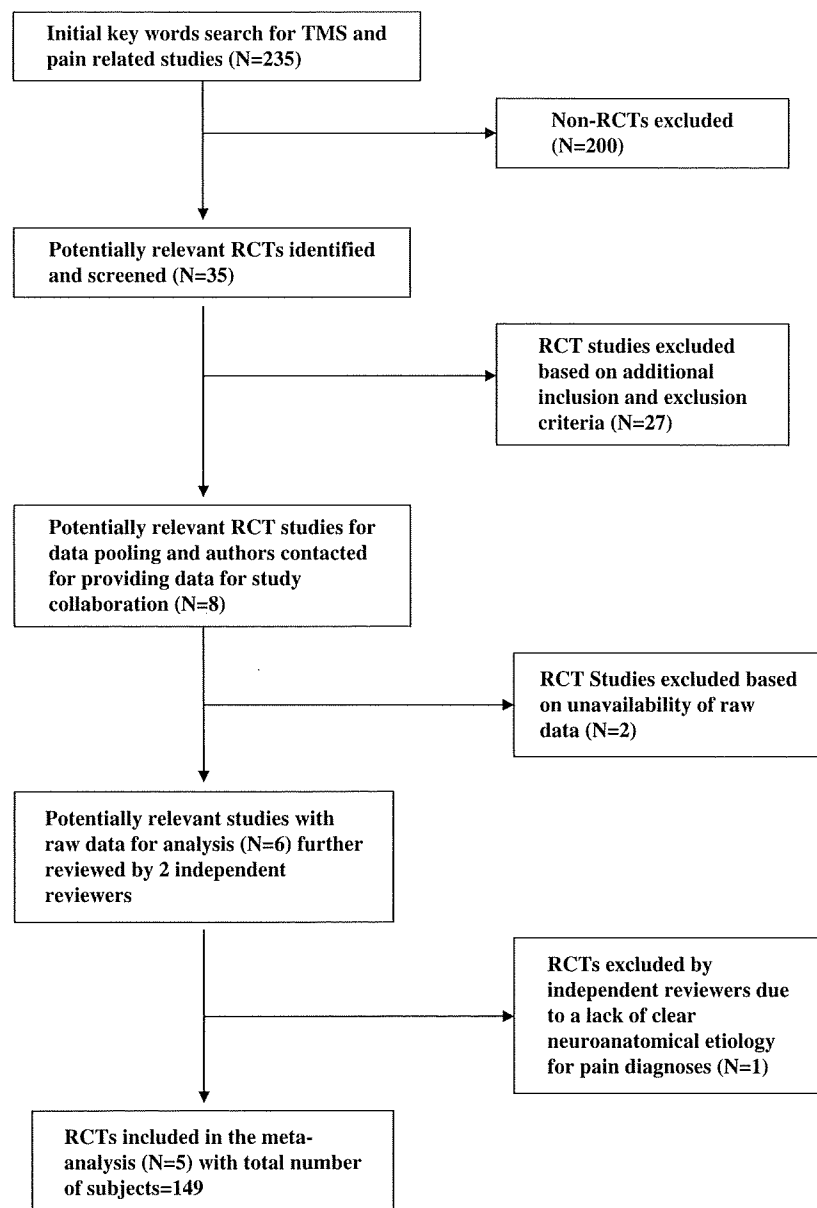 Initial key words search for TMS and
pain related studies (N=235)
Non-RCTs excluded
(N=200)
Potentially relevant RCTs identified
and screened (N=35)
RCT studies excluded
based on additional
inclusion and exclusion
criteria (N=27)
Potentially relevant RCT studies for
data pooling and authors contacted
for providing data for study
collaboration (N=8)
RCT Studies excluded based
on unavailability of raw
data (N=2)
Potentially relevant studies with
raw data for analysis (N=6) further
reviewed by 2 independent
reviewers
RCTs excluded by
independent reviewers due
to a lack of clear
neuroanatomical etiology
for pain diagnoses (N=1)
RCTs included in the meta-
analysis (N=5) with total number
of subjects=149